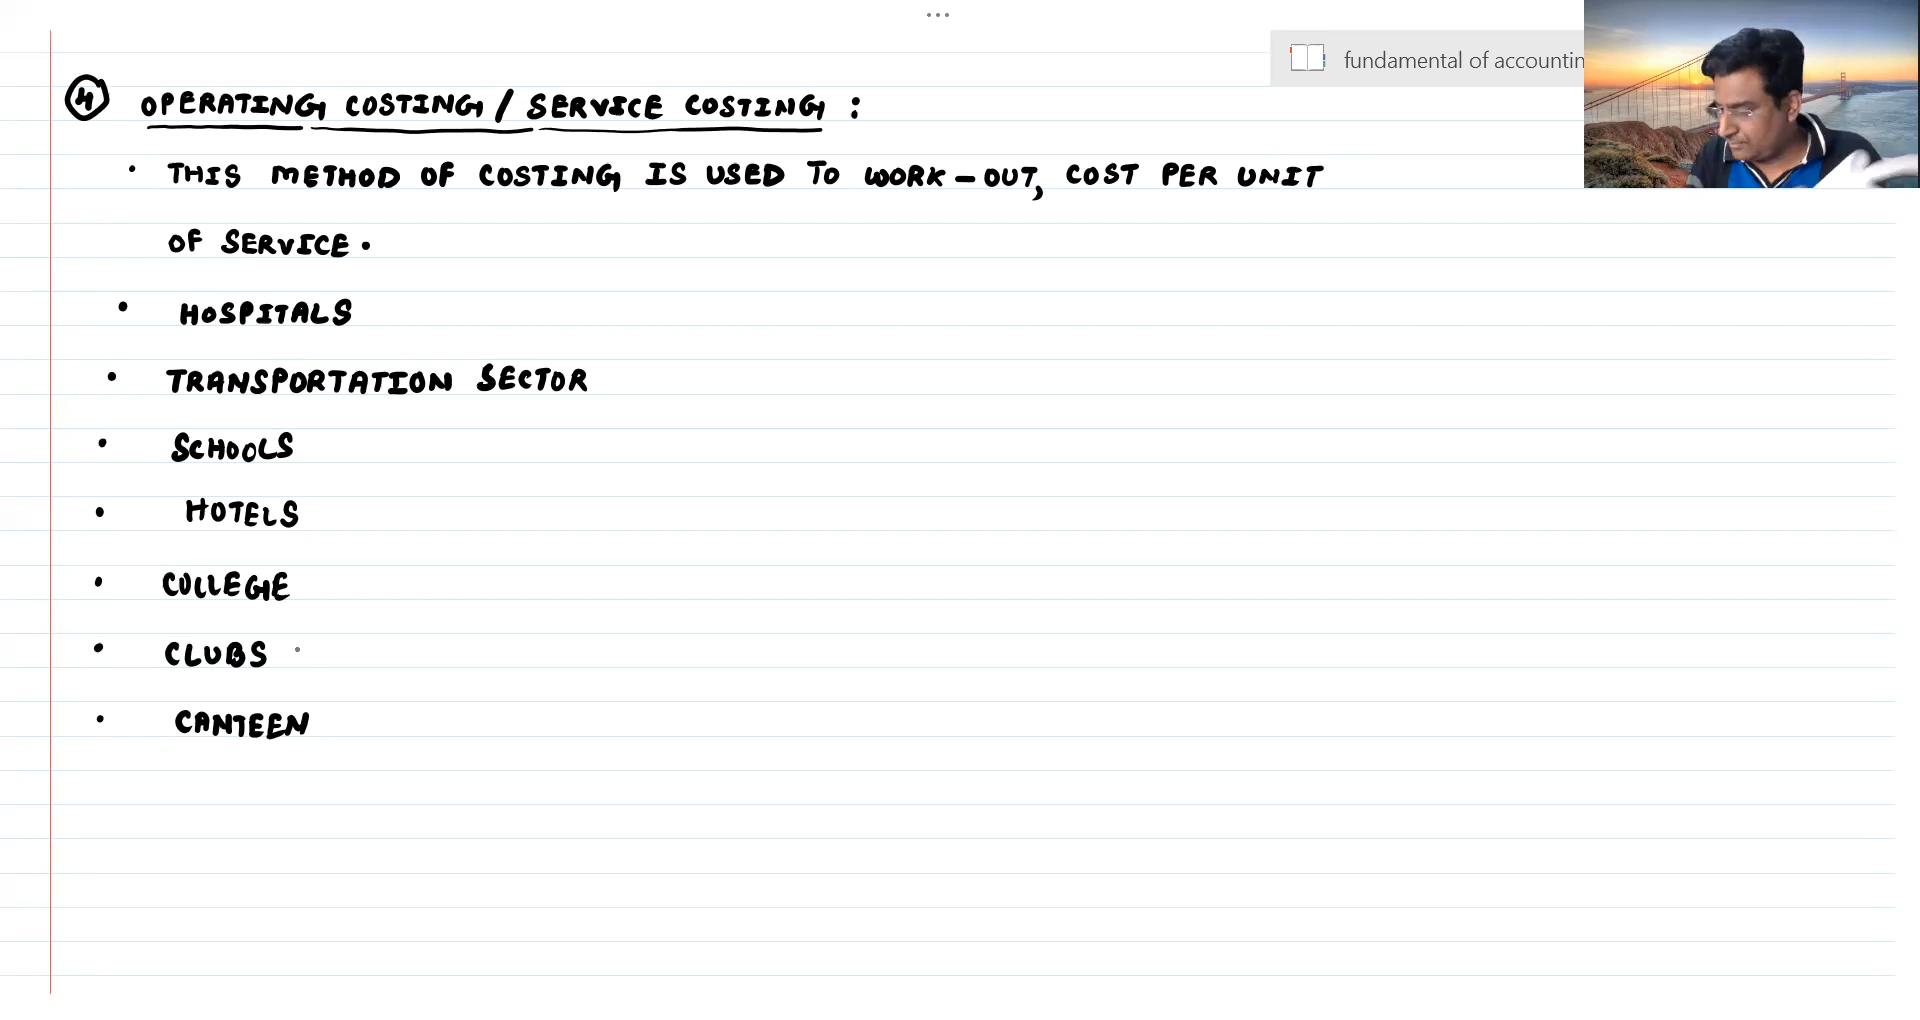 ...
fundamental of accountin
4 OPERATING COSTING / SERVICE COSTING :
• THIS METHOD OF COSTING IS USED TO WORK-OUT, COST PER UNIT
OF SERVICE.
• HOSPITALS
• TRANSPORTATION SECTOR
• SCHOOLS
• HOTELS
• COLLEGE
• CLUBS
• CANTEEN